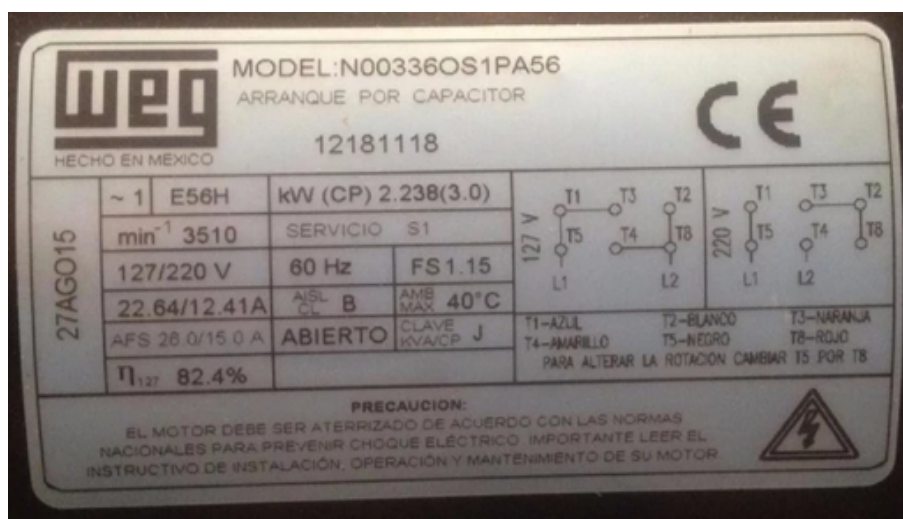 WEG
HECHO EN MÉXICO
MODEL:N00336OS1PA56
ARRANQUE POR CAPACITOR
12181118
CE
27AGO15
~ 1 E56H kW (CP) 2.238(3.0)
min-1 3510 SERVICIO S1
127/220 V 60 Hz FS 1.15
22.64/12.41A AISL CL B AMB MAX 40°C
AFS 26.0/15.0 A ABIERTO CLAVE KVA/CP J
η127 82.4%
127 V
T1 T3 T2
T5 T4 T8
L1 L2
220 V
T1 T3 T2
T5 T4 T8
L1 L2
T1-AZUL T2-BLANCO T3-NARANJA
T4-AMARILLO T5-NEGRO T8-ROJO
PARA ALTERAR LA ROTACION CAMBIAR T5 POR T8
PRECAUCION:
EL MOTOR DEBE SER ATERRIZADO DE ACUERDO CON LAS NORMAS
NACIONALES PARA PREVENIR CHOQUE ELÉCTRICO. IMPORTANTE LEER EL
INSTRUCTIVO DE INSTALACIÓN, OPERACIÓN Y MANTENIMIENTO DE SU MOTOR